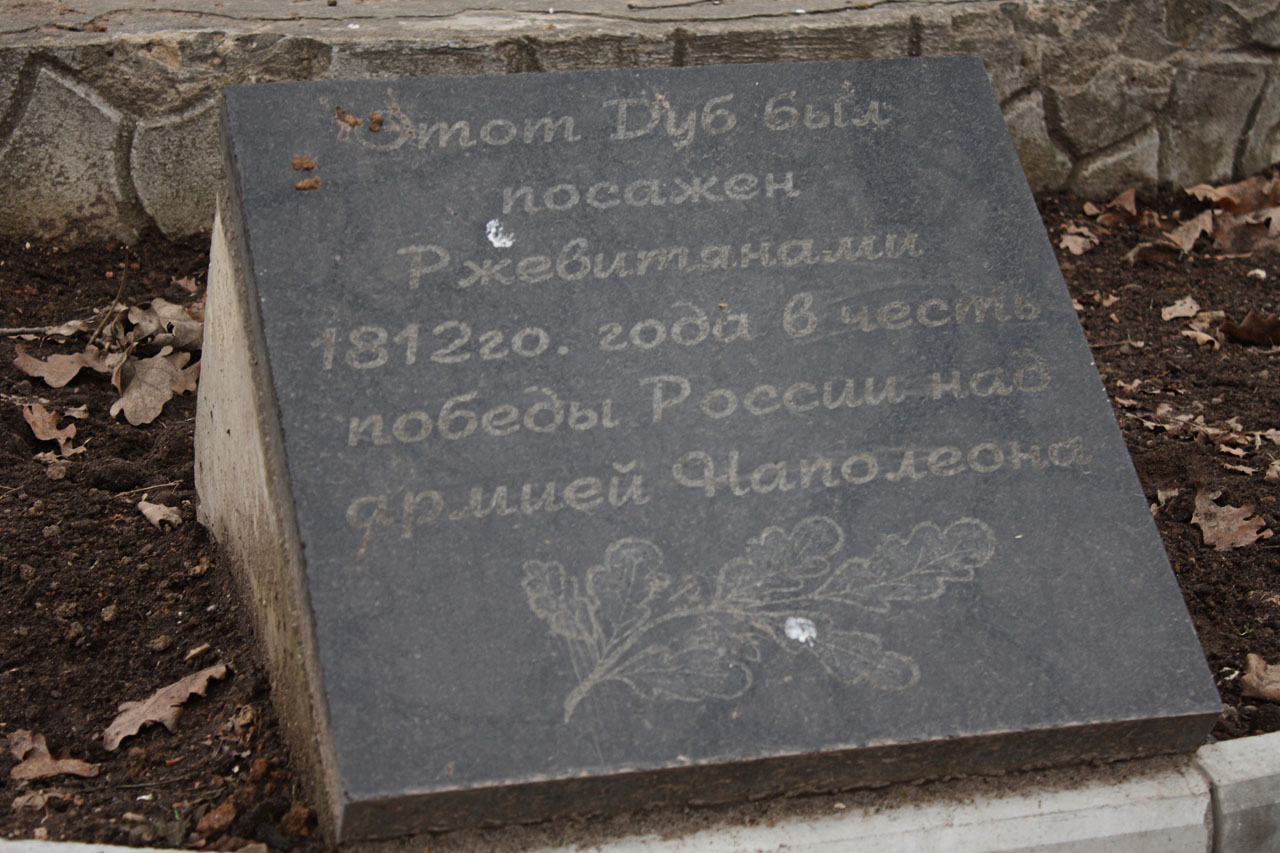 Этот Дуб был
посажен
Ржевитянами
1812го. года в честь
победы России над
армией Наполеона